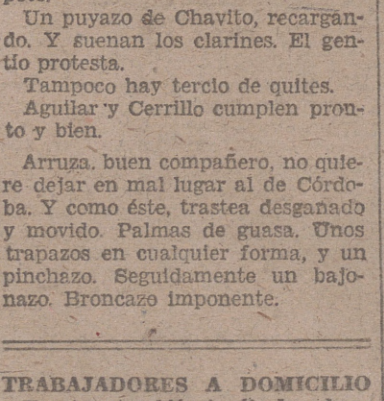 Un puyazo de Chavito, recargan-
do. Y suenan los clarines. El gen-
tío protesta.
Tampoco hay tercio de quites.
Aguilar y Cerrillo cumplen pron-
to y bien.
Arruza, buen compañero, no quie-
re dejar en mal lugar al de Córdo-
ba. Y como éste, trastea desganado
y movido. Palmas de guasa. Unos
trapazos en cualquier forma, y un
pinchazo. Seguidamente un bajo-
nazo. Broncazo imponente.
TRABAJADORES A DOMICILIO